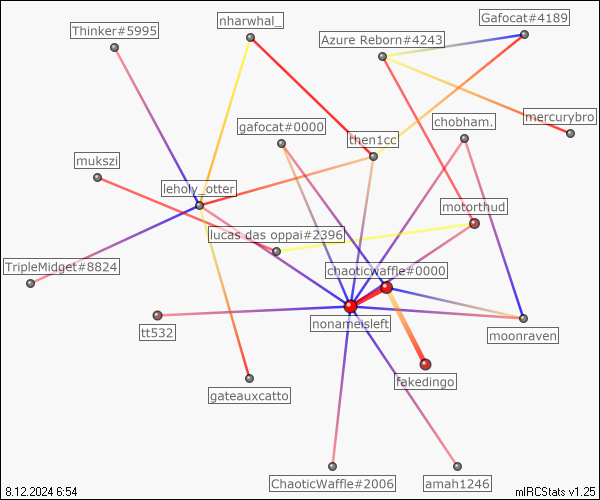 Gafocat#4189
nharwhal_
Thinker#5995
Azure Reborn#4243
mercurybro
chobham.
gafocat#0000
then1cc
mukszi
leholy_otter
motorthud
lucas das oppai#2396
TripleMidget#8824
chaoticwaffle#0000
nonameisleft
tt532
moonraven
fakedingo
gateauxcatto
ChaoticWaffle#2006
amah1246
8.12.2024 6:54
mIRCStats v1.25